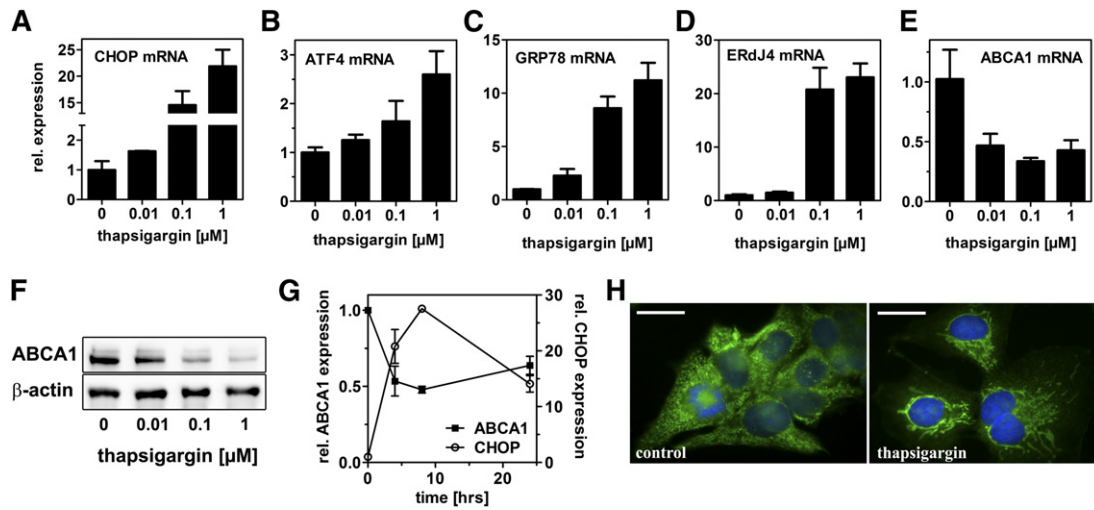 A
CHOP mRNA
rel. expression
25
20
15
2
1
0
0 0.01 0.1 1
thapsigargin [µM]
B
ATF4 mRNA
4
3
2
1
0
0 0.01 0.1 1
thapsigargin [µM]
C
GRP78 mRNA
15
10
5
0
0 0.01 0.1 1
thapsigargin [µM]
D
ERdJ4 mRNA
30
20
10
0
0 0.01 0.1 1
thapsigargin [µM]
E
ABCA1 mRNA
1.0
0.5
0.0
0 0.01 0.1 1
thapsigargin [µM]
F
ABCA1
β-actin
0 0.01 0.1 1
thapsigargin [µM]
G
rel. ABCA1 expression
1.0
0.5
0.0
rel. CHOP expression
30
20
10
0
ABCA1
CHOP
0 10 20
time [hrs]
H
control
thapsigargin